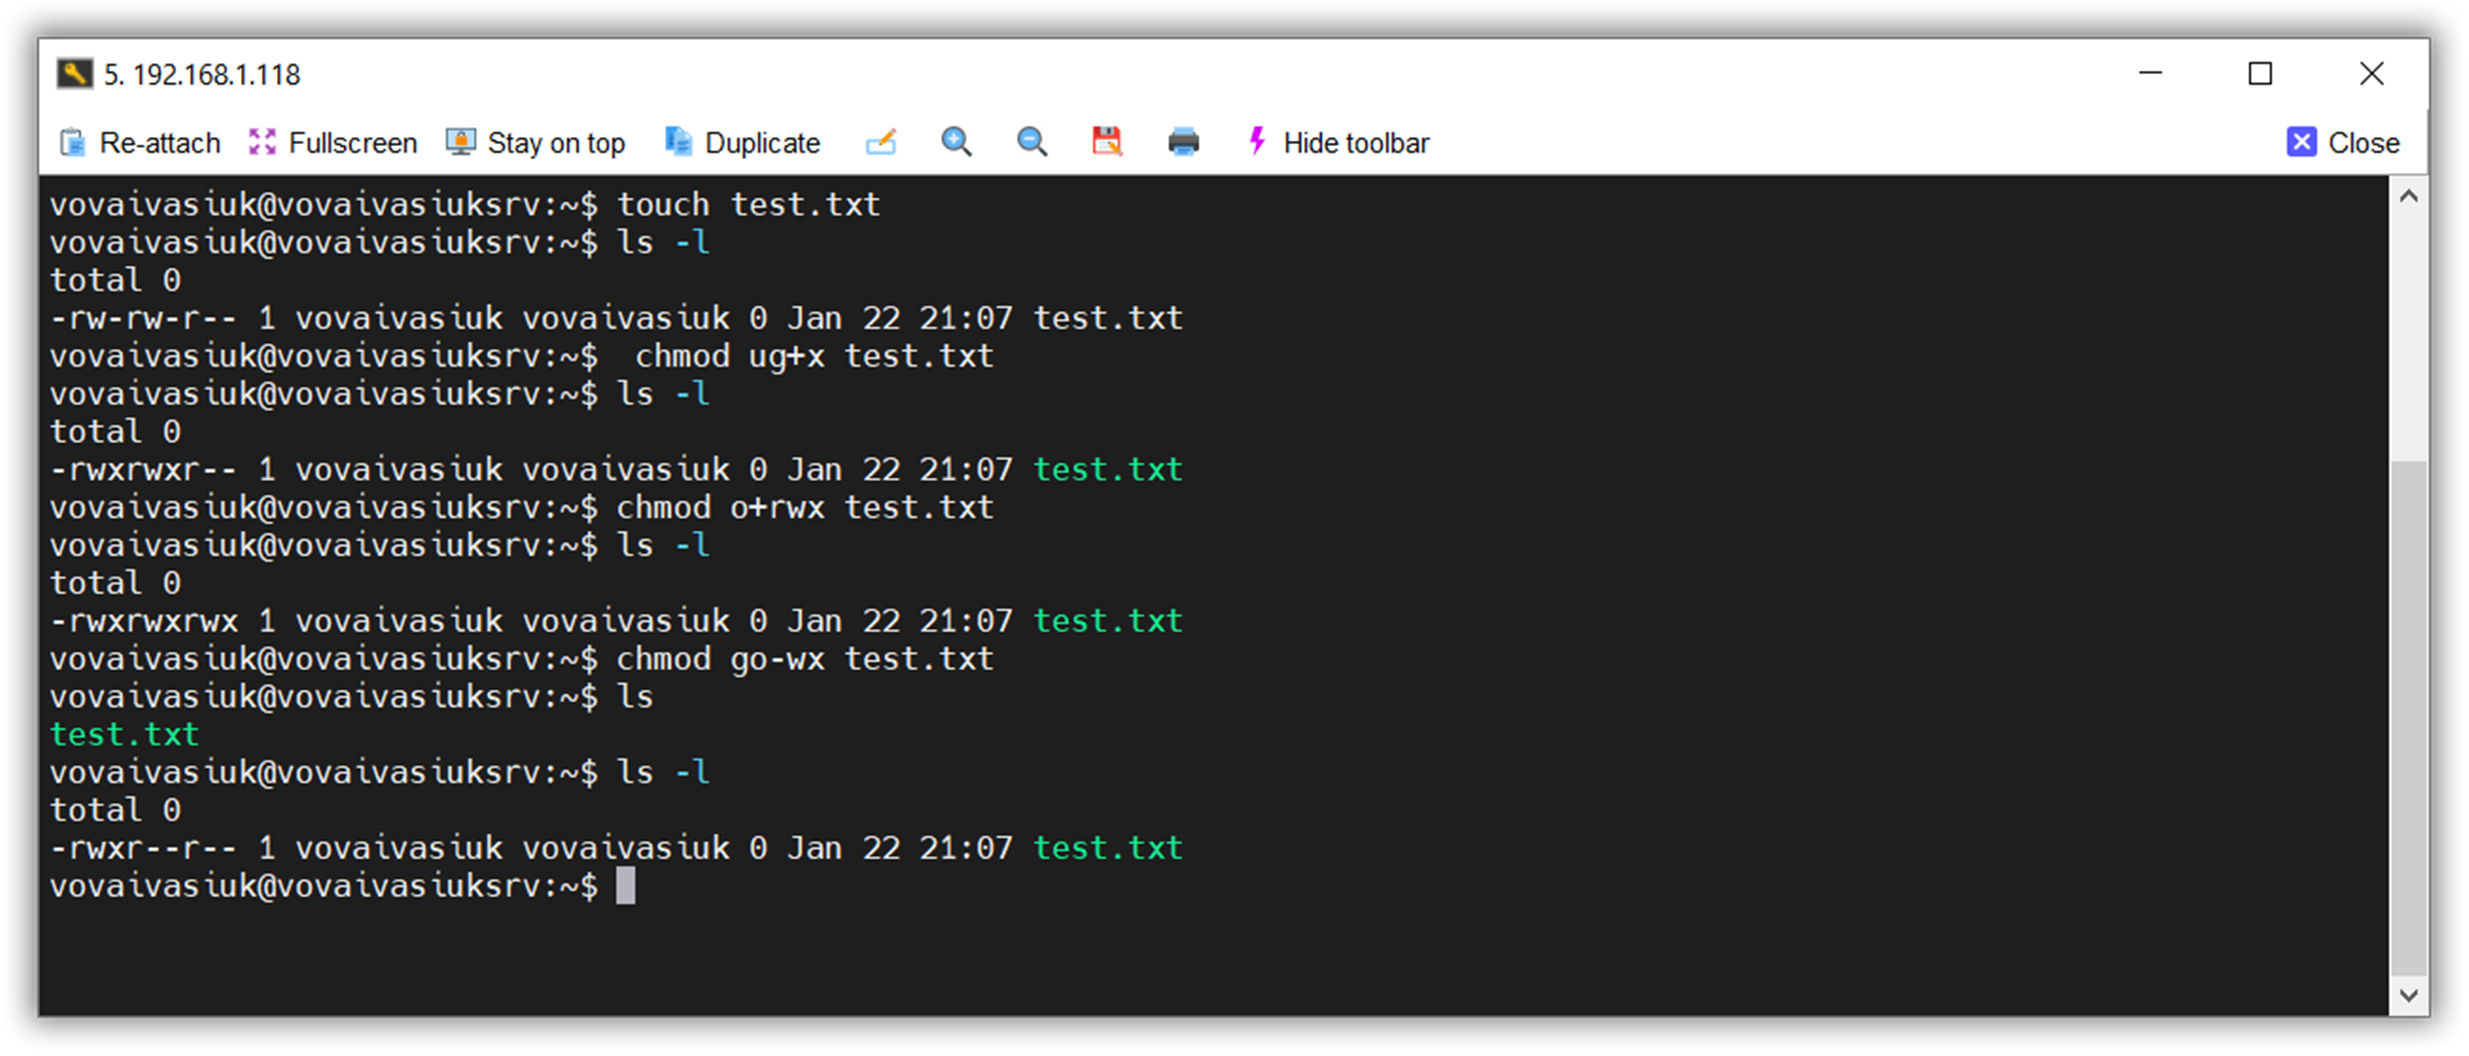 5. 192.168.1.118
Re-attach Fullscreen Stay on top Duplicate Hide toolbar Close
vovaivasiuk@vovaivasiuksrv:~$ touch test.txt
vovaivasiuk@vovaivasiuksrv:~$ ls -l
total 0
-rw-rw-r-- 1 vovaivasiuk vovaivasiuk 0 Jan 22 21:07 test.txt
vovaivasiuk@vovaivasiuksrv:~$  chmod ug+x test.txt
vovaivasiuk@vovaivasiuksrv:~$ ls -l
total 0
-rwxrwxr-- 1 vovaivasiuk vovaivasiuk 0 Jan 22 21:07 test.txt
vovaivasiuk@vovaivasiuksrv:~$ chmod o+rwx test.txt
vovaivasiuk@vovaivasiuksrv:~$ ls -l
total 0
-rwxrwxrwx 1 vovaivasiuk vovaivasiuk 0 Jan 22 21:07 test.txt
vovaivasiuk@vovaivasiuksrv:~$ chmod go-wx test.txt
vovaivasiuk@vovaivasiuksrv:~$ ls
test.txt
vovaivasiuk@vovaivasiuksrv:~$ ls -l
total 0
-rwxr--r-- 1 vovaivasiuk vovaivasiuk 0 Jan 22 21:07 test.txt
vovaivasiuk@vovaivasiuksrv:~$